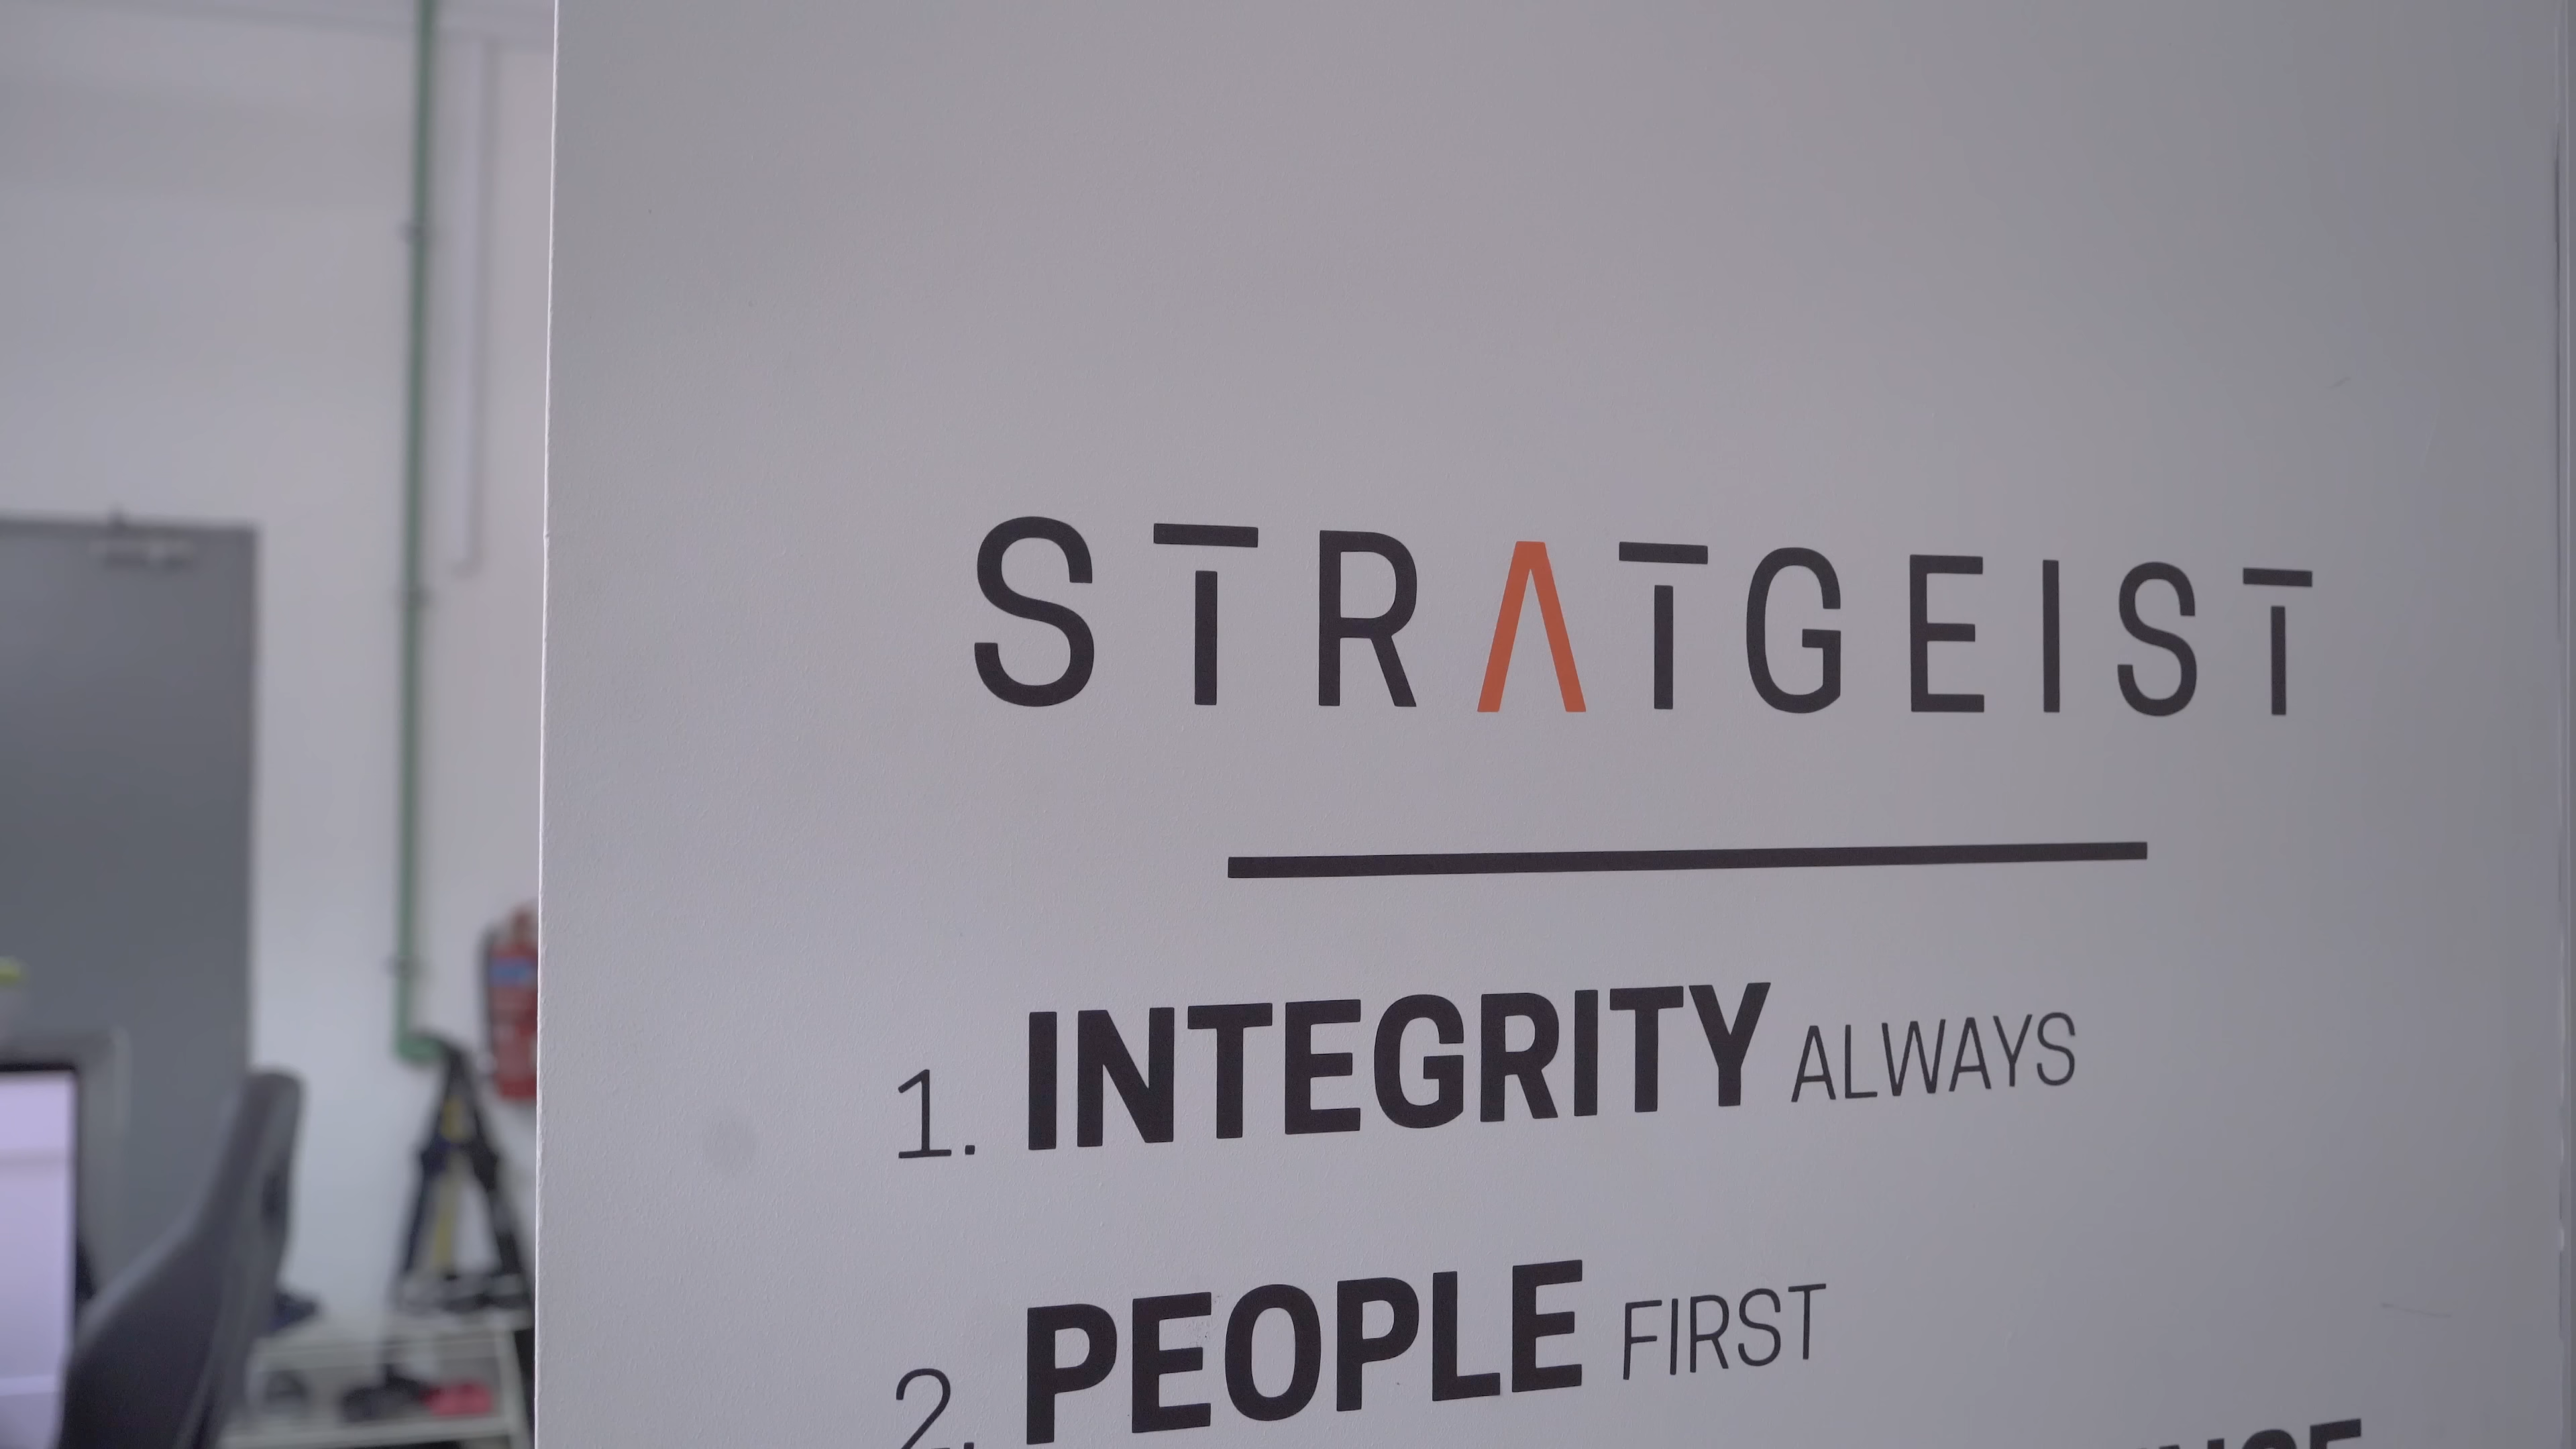 STRATGEIST
1. INTEGRITY ALWAYS
2. PEOPLE FIRST